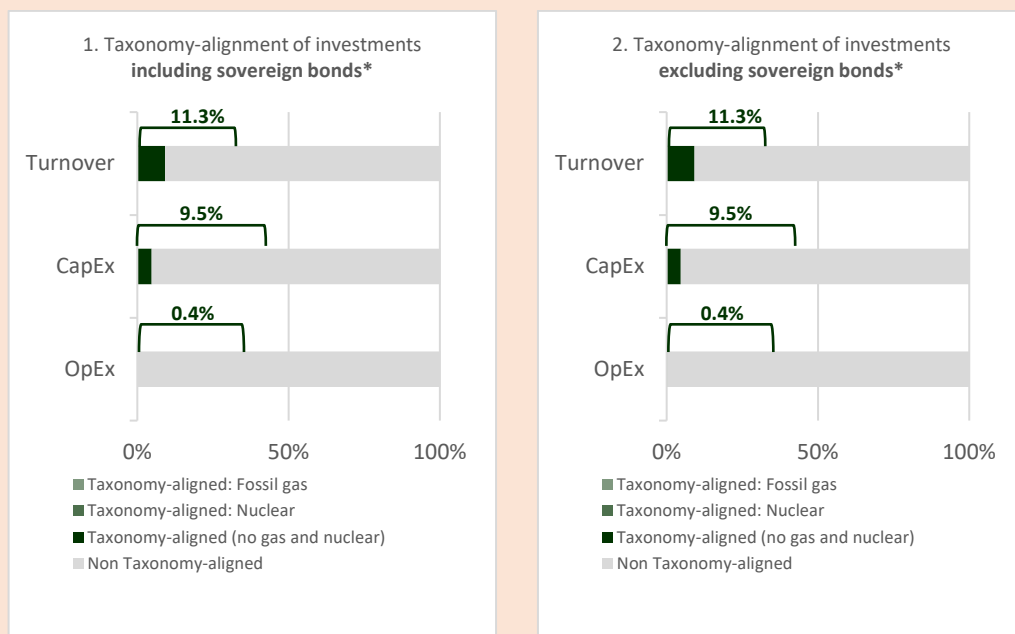 1. Taxonomy-alignment of investments
including sovereign bonds*
11.3%
Turnover
9.5%
CapEx
0.4%
OpEx
0% 50% 100%
Taxonomy-aligned: Fossil gas
Taxonomy-aligned: Nuclear
Taxonomy-aligned (no gas and nuclear)
Non Taxonomy-aligned
2. Taxonomy-alignment of investments
excluding sovereign bonds*
11.3%
Turnover
9.5%
CapEx
0.4%
OpEx
0% 50% 100%
Taxonomy-aligned: Fossil gas
Taxonomy-aligned: Nuclear
Taxonomy-aligned (no gas and nuclear)
Non Taxonomy-aligned